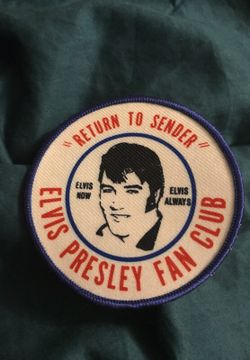 "RETURN TO SENDER"
ELVIS NOW
ELVIS ALWAYS
ELVIS PRESLEY FAN CLUB